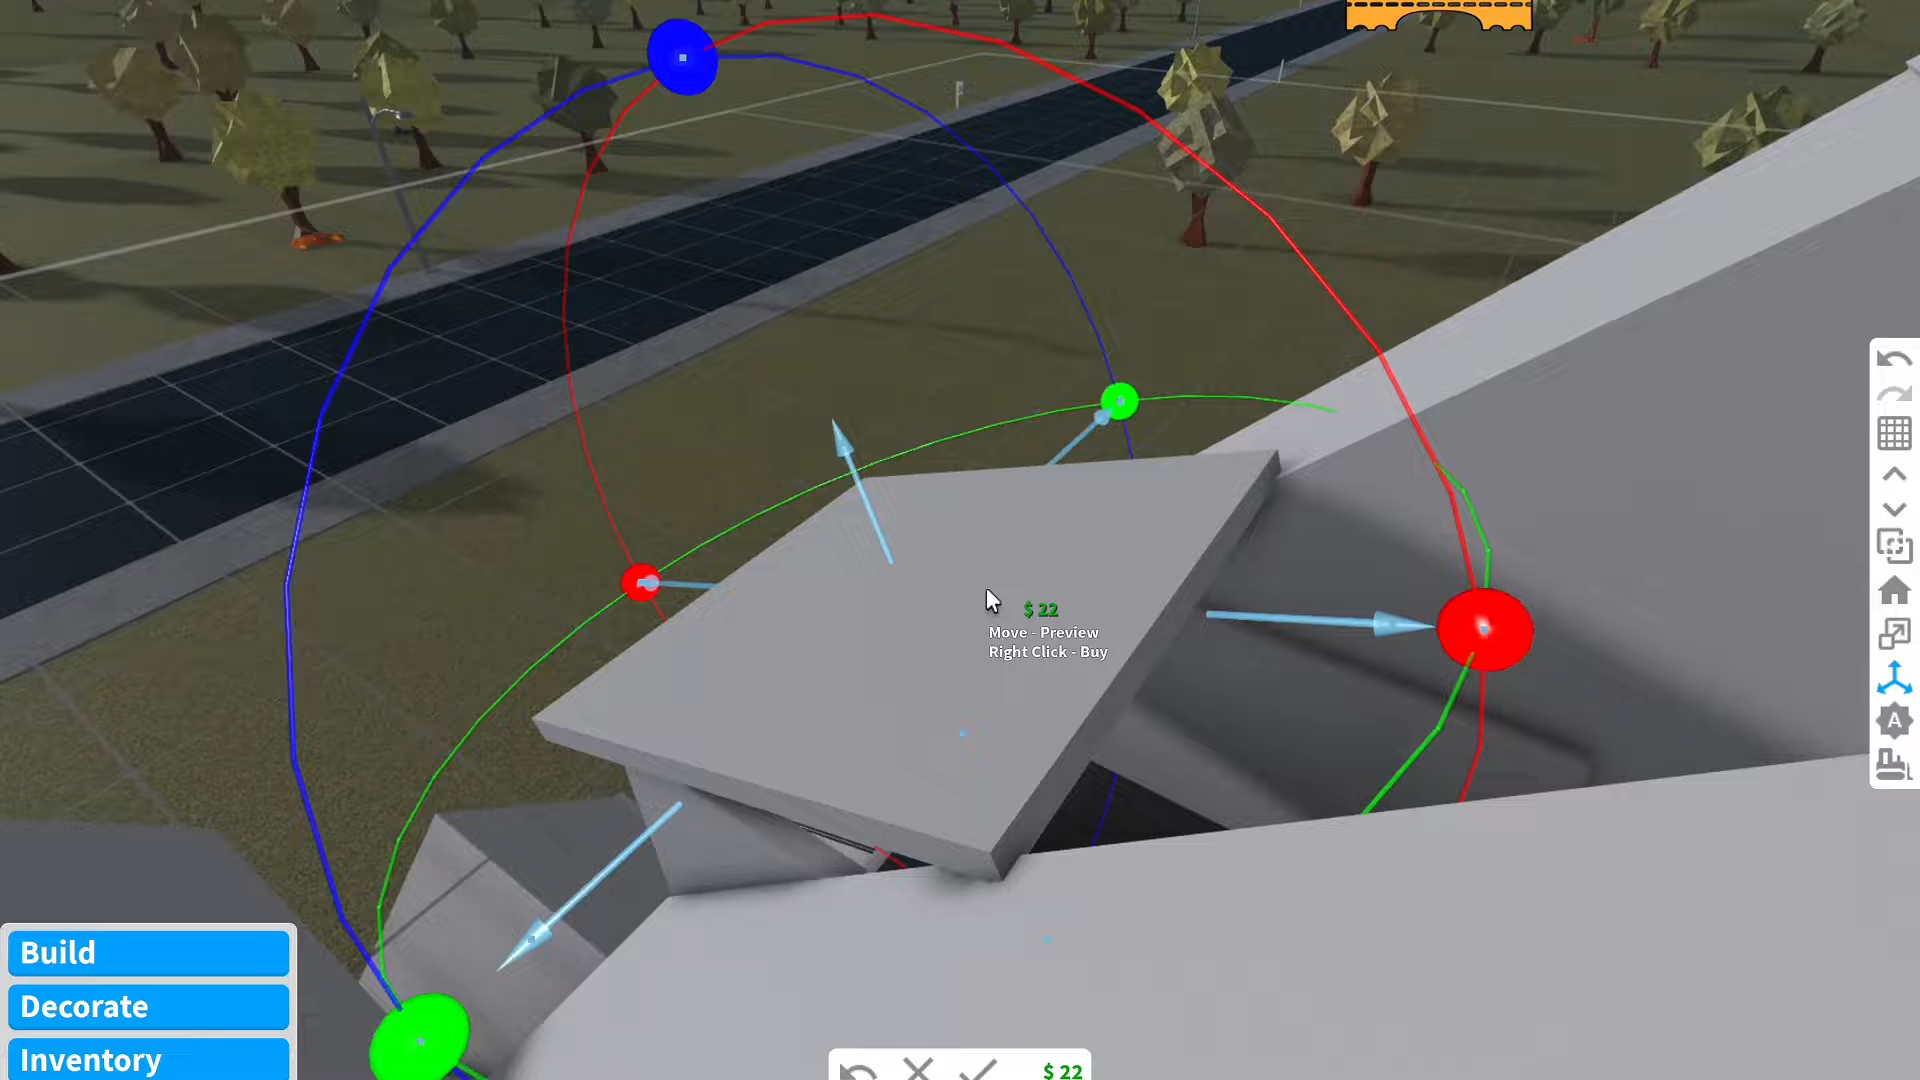 $ 22
Move - Preview
Right Click - Buy
A
Build
Decorate
Inventory
$ 22